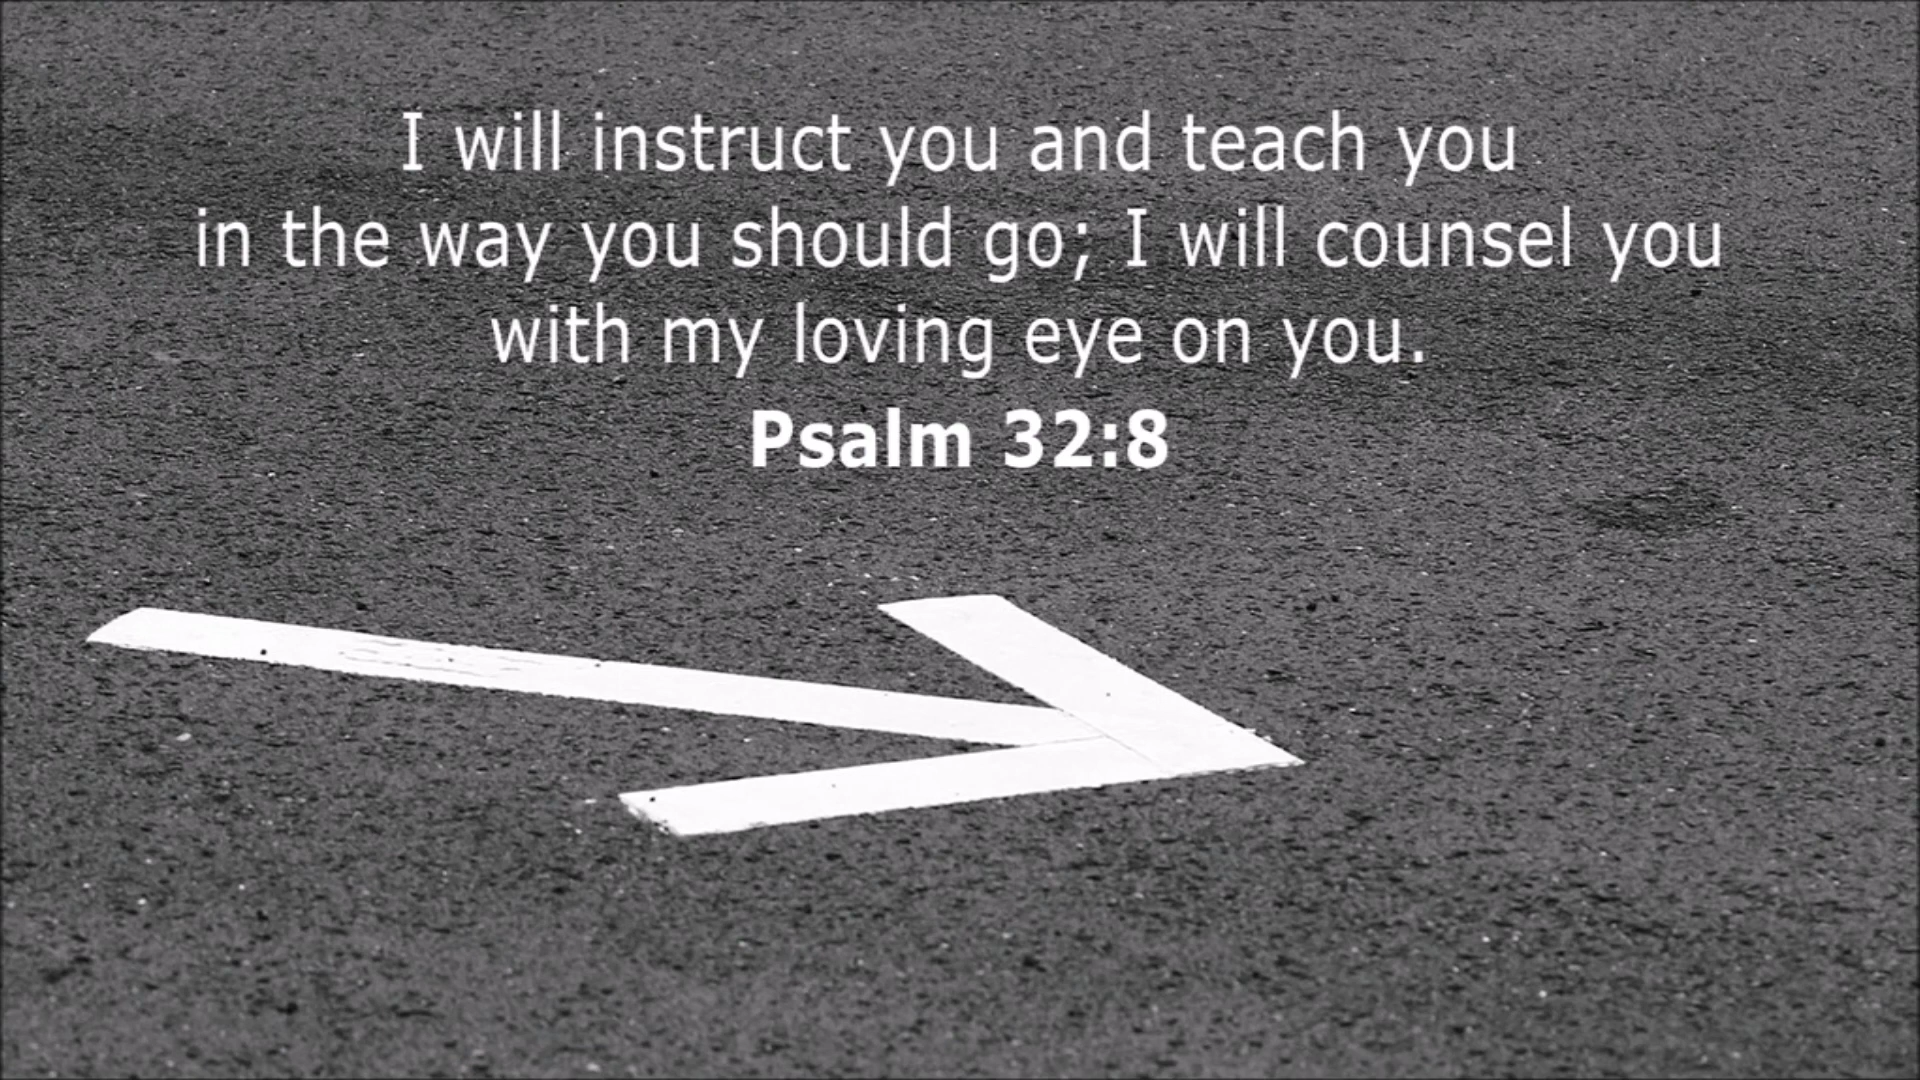 I will instruct you and teach you
in the way you should go; I will counsel you
with my loving eye on you.
Psalm 32:8